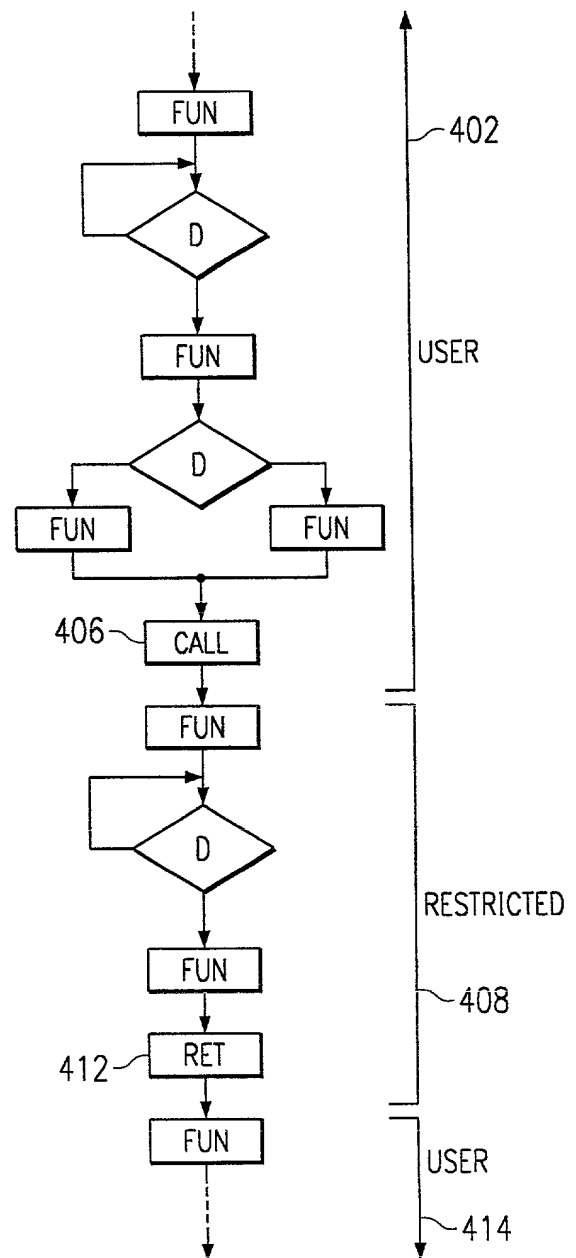 FUN
402
D
FUN
USER
D
FUN
FUN
406
CALL
FUN
D
RESTRICTED
FUN
408
412
RET
FUN
USER
414